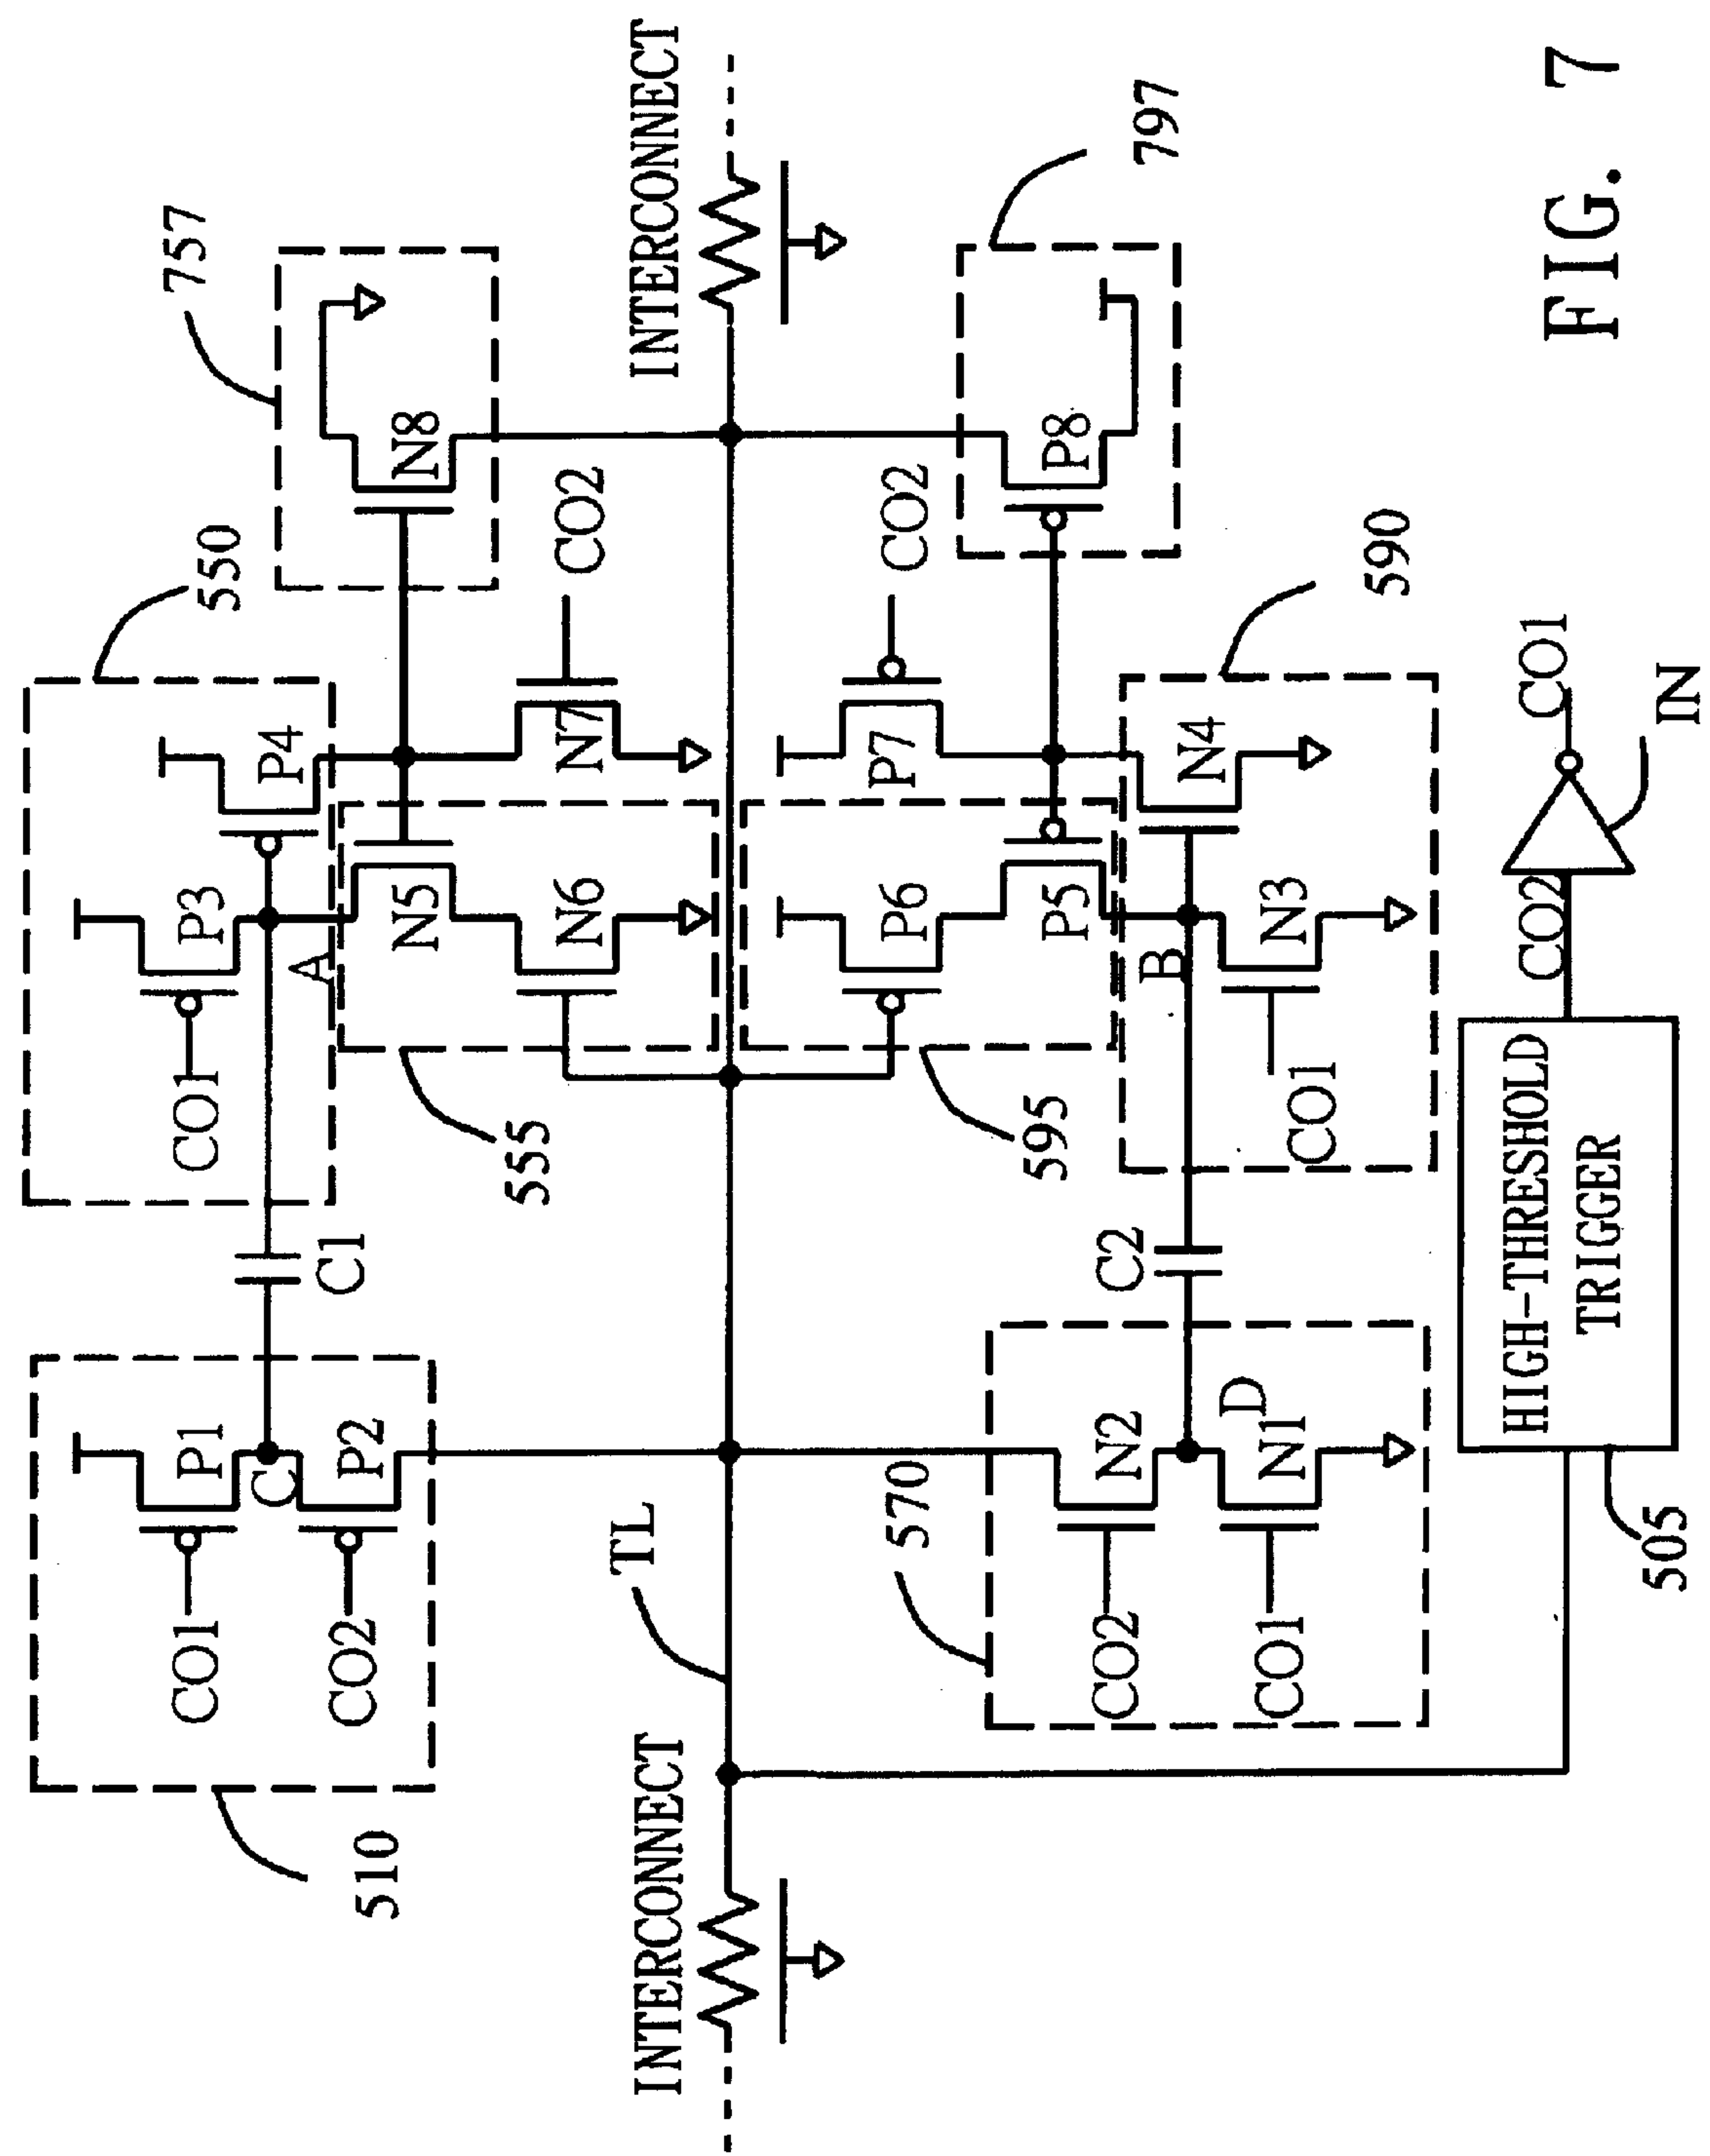 757
550
P3
P4
CO1
A
N8
N5
N6
N7
CO2
555
C1
P1
C
P2
CO1
CO2
510
INTERCONNECT
TL
INTERCONNECT
CO2
P7
P6
P5
P8
797
595
B
N4
N3
CO1
590
C2
570
N2
D
N1
CO2
CO1
HIGH-THRESHOLD
TRIGGER
505
CO2
CO1
IN
FIG. 7